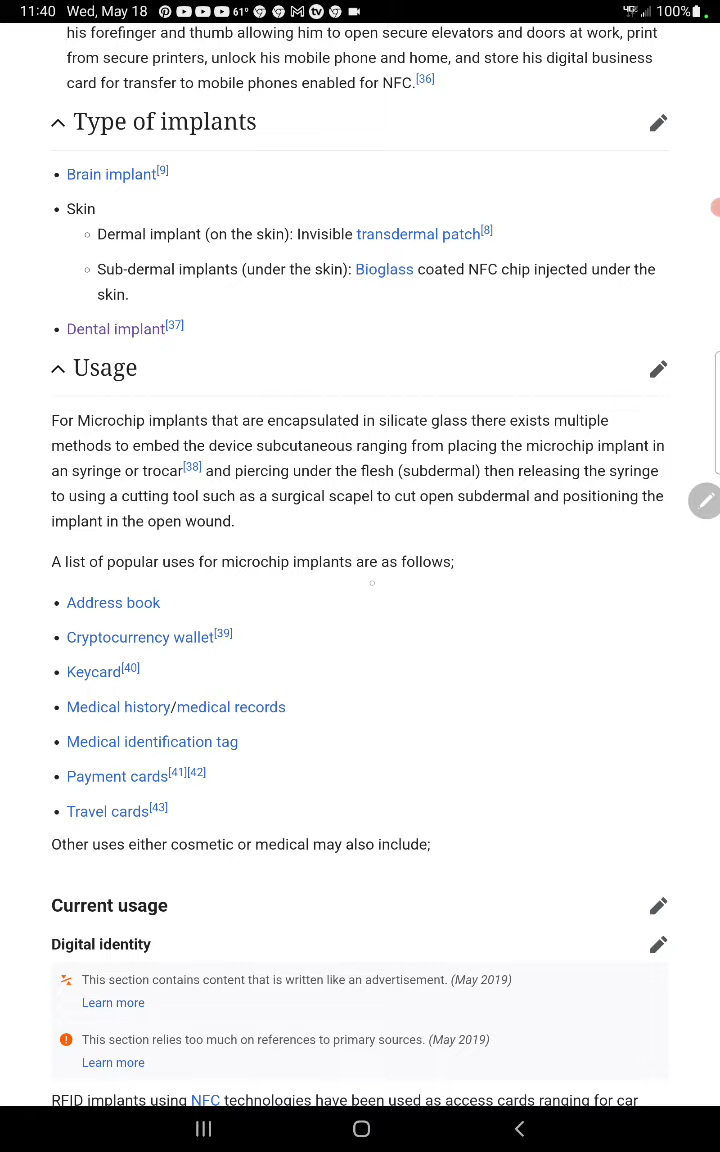 11:40 Wed, May 18 61° 100%
his forefinger and thumb allowing him to open secure elevators and doors at work, print
from secure printers, unlock his mobile phone and home, and store his digital business
card for transfer to mobile phones enabled for NFC.[36]
Type of implants
• Brain implant[9]
• Skin
◦ Dermal implant (on the skin): Invisible transdermal patch[8]
◦ Sub-dermal implants (under the skin): Bioglass coated NFC chip injected under the
skin.
• Dental implant[37]
Usage
For Microchip implants that are encapsulated in silicate glass there exists multiple
methods to embed the device subcutaneous ranging from placing the microchip implant in
an syringe or trocar[38] and piercing under the flesh (subdermal) then releasing the syringe
to using a cutting tool such as a surgical scapel to cut open subdermal and positioning the
implant in the open wound.
A list of popular uses for microchip implants are as follows;
• Address book
• Cryptocurrency wallet[39]
• Keycard[40]
• Medical history/medical records
• Medical identification tag
• Payment cards[41][42]
• Travel cards[43]
Other uses either cosmetic or medical may also include;
Current usage
Digital identity
This section contains content that is written like an advertisement. (May 2019)
Learn more
This section relies too much on references to primary sources. (May 2019)
Learn more
RFID implants using NFC technologies have been used as access cards ranging for car